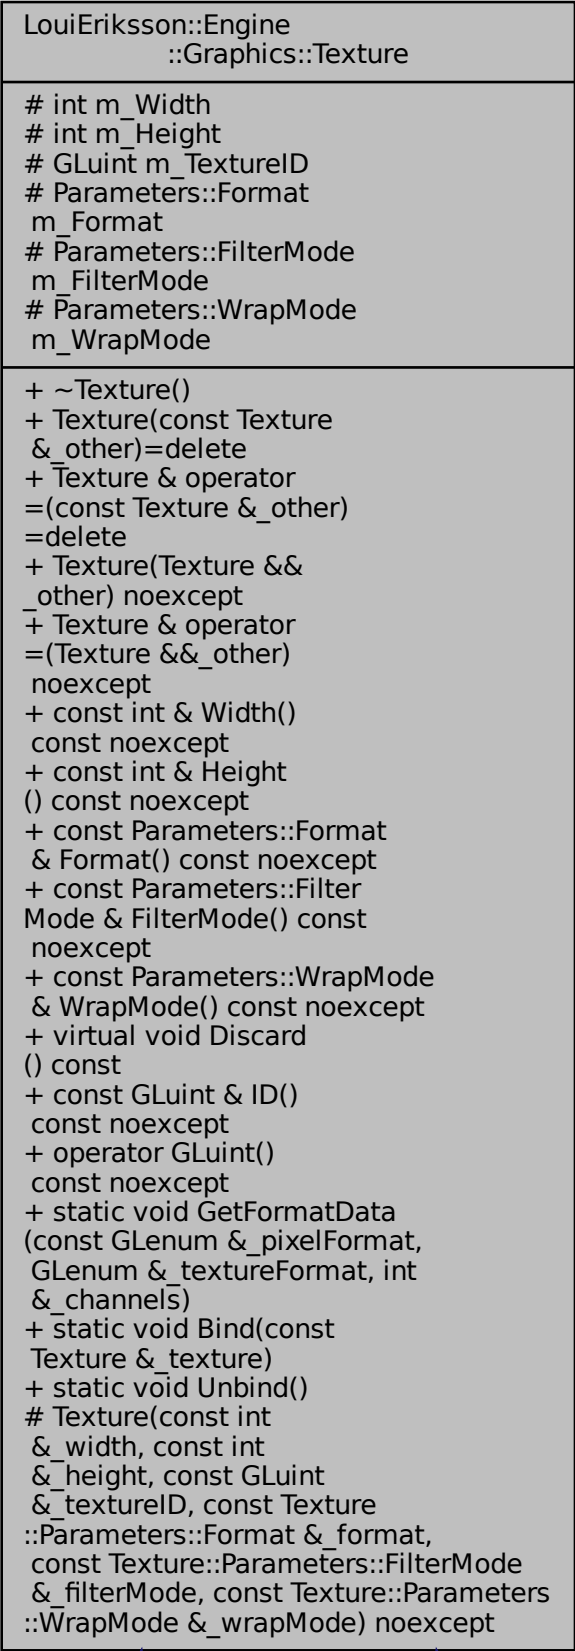 LouiEriksson::Engine
::Graphics::Texture
# int m_Width
# int m_Height
# GLuint m_TextureID
# Parameters::Format
m_Format
# Parameters::FilterMode
m_FilterMode
# Parameters::WrapMode
m_WrapMode
+ ~Texture()
+ Texture(const Texture
&_other)=delete
+ Texture & operator
=(const Texture &_other)
=delete
+ Texture(Texture &&
_other) noexcept
+ Texture & operator
=(Texture &&_other)
noexcept
+ const int & Width()
const noexcept
+ const int & Height
() const noexcept
+ const Parameters::Format
& Format() const noexcept
+ const Parameters::Filter
Mode & FilterMode() const
noexcept
+ const Parameters::WrapMode
& WrapMode() const noexcept
+ virtual void Discard
() const
+ const GLuint & ID()
const noexcept
+ operator GLuint()
const noexcept
+ static void GetFormatData
(const GLenum &_pixelFormat,
GLenum &_textureFormat, int
&_channels)
+ static void Bind(const
Texture &_texture)
+ static void Unbind()
# Texture(const int
&_width, const int
&_height, const GLuint
&_textureID, const Texture
::Parameters::Format &_format,
const Texture::Parameters::FilterMode
&_filterMode, const Texture::Parameters
::WrapMode &_wrapMode) noexcept